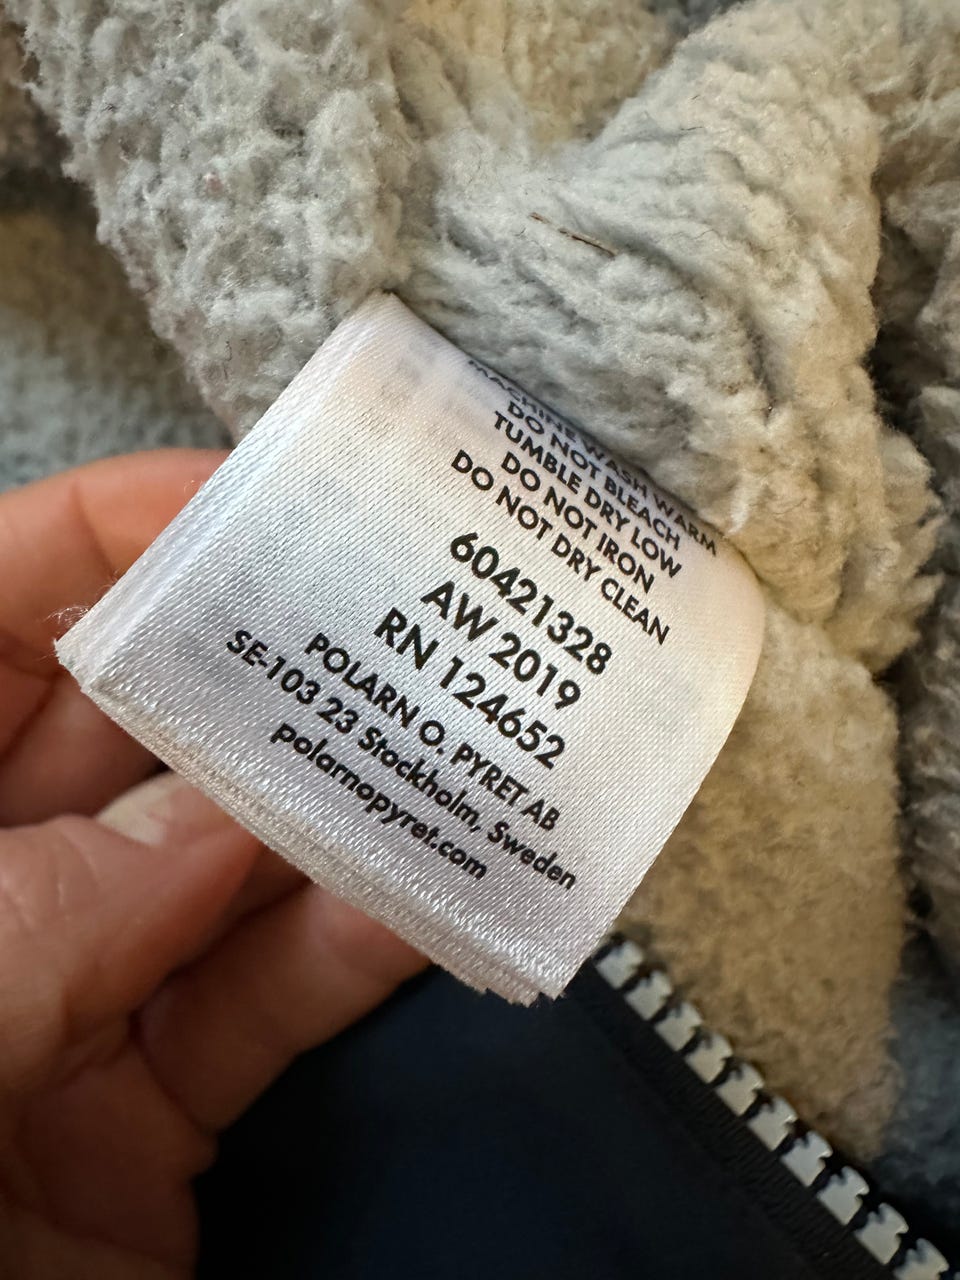 MACHINE WASH WARM
DO NOT BLEACH
TUMBLE DRY LOW
DO NOT IRON
DO NOT DRY CLEAN
60421328
AW 2019
RN 124652
POLARN O. PYRET AB
SE-103 23 Stockholm, Sweden
polarnopyret.com